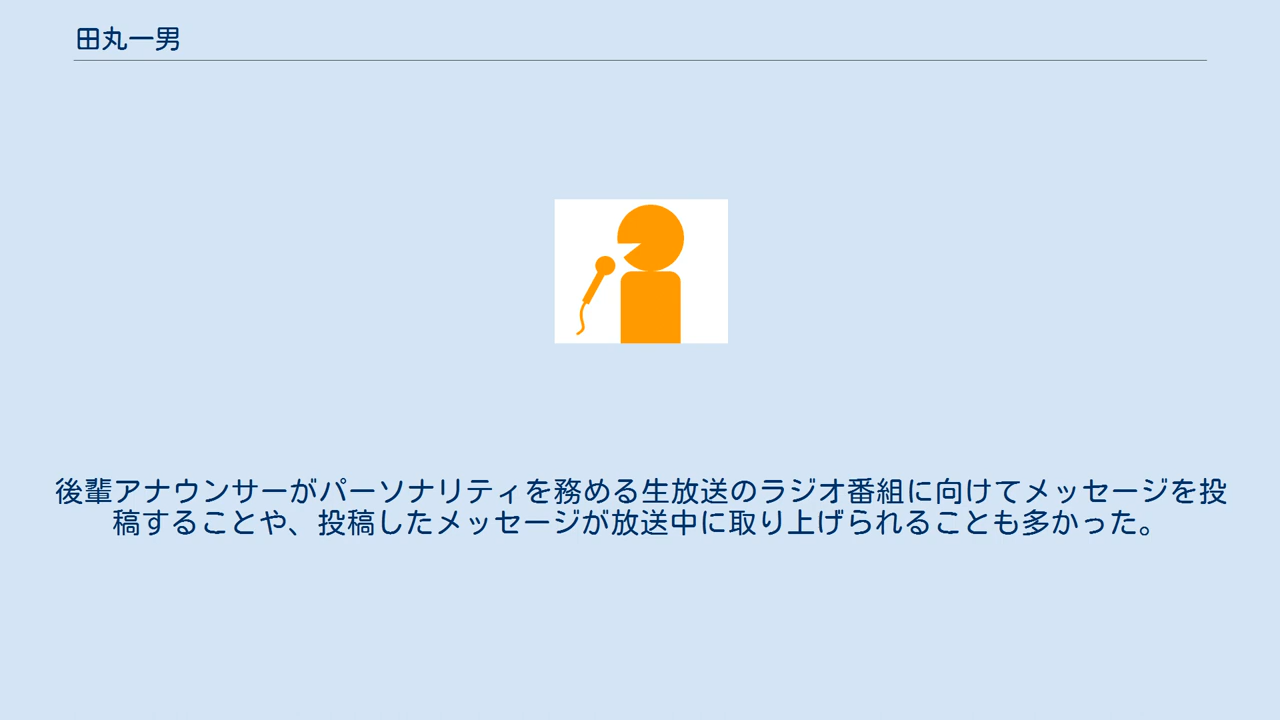 田丸一男
後輩アナウンサーがパーソナリティを務める生放送のラジオ番組に向けてメッセージを投
稿することや、投稿したメッセージが放送中に取り上げられることも多かった。